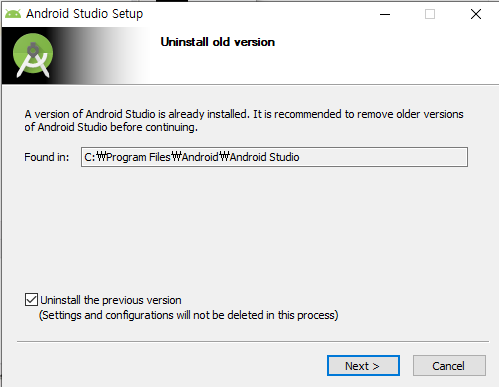 Android Studio Setup
Uninstall old version
A version of Android Studio is already installed. It is recommended to remove older versions
of Android Studio before continuing.
Found in: C:₩Program Files₩Android₩Android Studio
Uninstall the previous version
(Settings and configurations will not be deleted in this process)
Next > Cancel